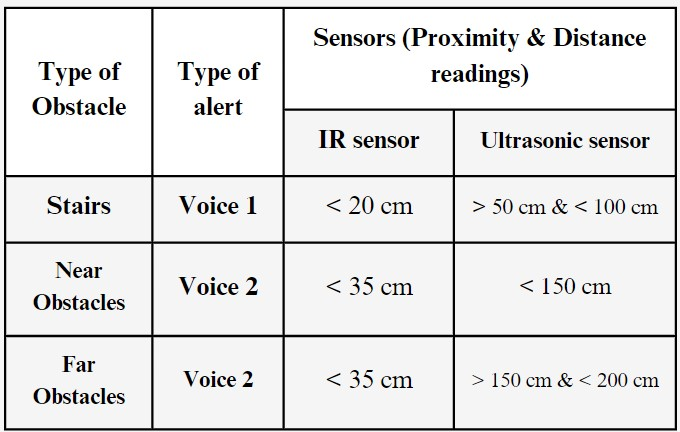 Type of
Obstacle
Type of
alert
Sensors (Proximity & Distance
readings)
IR sensor
Ultrasonic sensor
Stairs
Voice 1
< 20 cm
> 50 cm & < 100 cm
Near
Obstacles
Voice 2
< 35 cm
< 150 cm
Far
Obstacles
Voice 2
< 35 cm
> 150 cm & < 200 cm